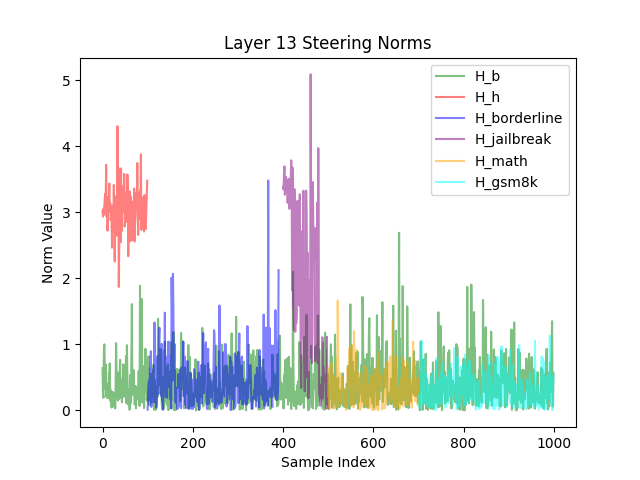 Layer 13 Steering Norms
H_b
H_h
H_borderline
H_jailbreak
H_math
H_gsm8k
Norm Value
5
4
3
2
1
0
0 200 400 600 800 1000
Sample Index